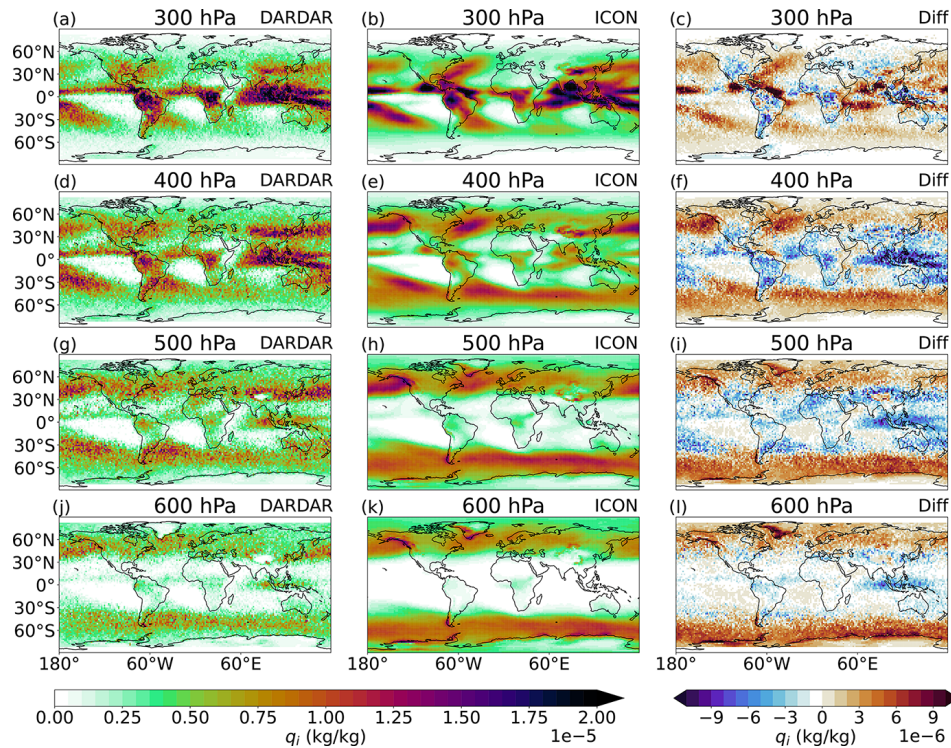 (a) 300 hPa DARDAR (b) 300 hPa ICON (c) 300 hPa Diff
60°N
30°N
0°
30°S
60°S
(d) 400 hPa DARDAR (e) 400 hPa ICON (f) 400 hPa Diff
60°N
30°N
0°
30°S
60°S
(g) 500 hPa DARDAR (h) 500 hPa ICON (i) 500 hPa Diff
60°N
30°N
0°
30°S
60°S
(j) 600 hPa DARDAR (k) 600 hPa ICON (l) 600 hPa Diff
60°N
30°N
0°
30°S
60°S
180° 60°W 60°E 180° 60°W 60°E 180° 60°W 60°E
0.00 0.25 0.50 0.75 1.00 1.25 1.50 1.75 2.00 −9 −6 −3 0 3 6 9
qi (kg/kg) 1e−5 qi (kg/kg) 1e−6